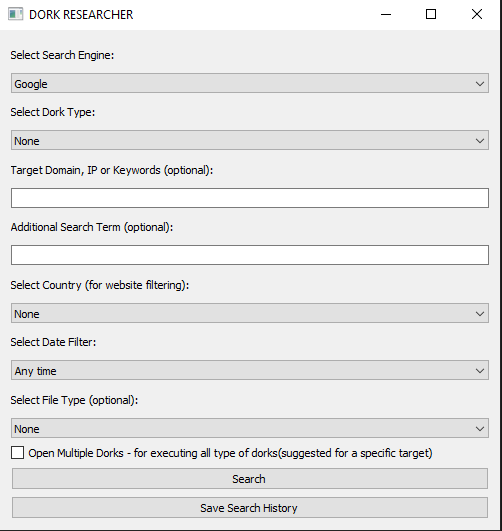 DORK RESEARCHER
Select Search Engine:
Google
Select Dork Type:
None
Target Domain, IP or Keywords (optional):
Additional Search Term (optional):
Select Country (for website filtering):
None
Select Date Filter:
Any time
Select File Type (optional):
None
Open Multiple Dorks - for executing all type of dorks(suggested for a specific target)
Search
Save Search History